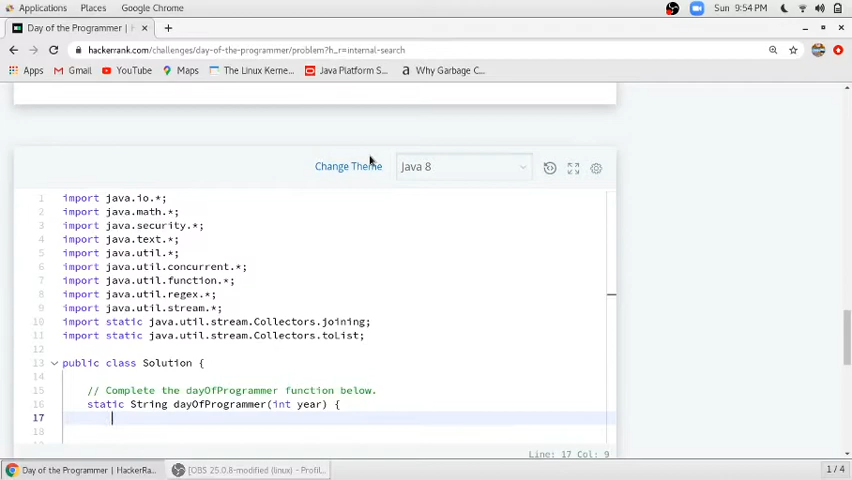 Applications Places Google Chrome Sun 9:54 PM
Day of the Programmer | H
hackerrank.com/challenges/day-of-the-programmer/problem?h_r=internal-search
Apps Gmail YouTube Maps The Linux Kerne... Java Platform S... Why Garbage C...
Change Theme Java 8
1 import java.io.*;
2 import java.math.*;
3 import java.security.*;
4 import java.text.*;
5 import java.util.*;
6 import java.util.concurrent.*;
7 import java.util.function.*;
8 import java.util.regex.*;
9 import java.util.stream.*;
10 import static java.util.stream.Collectors.joining;
11 import static java.util.stream.Collectors.toList;
12
13 public class Solution {
14
15 // Complete the dayOfProgrammer function below.
16 static String dayOfProgrammer(int year) {
17
18
Line: 17 Col: 9
Day of the Programmer | HackerRa... [OBS 25.0.8-modified (linux) - Profil... 1 / 4